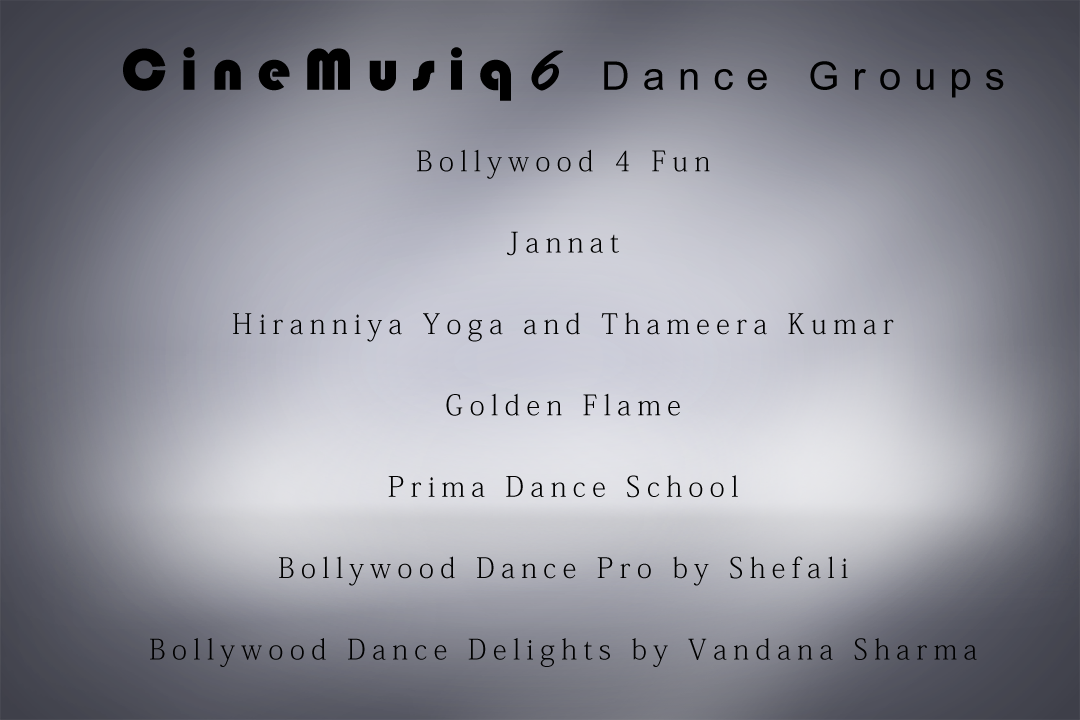 CineMusiq6 Dance Groups
Bollywood 4 Fun
Jannat
Hiranniya Yoga and Thameera Kumar
Golden Flame
Prima Dance School
Bollywood Dance Pro by Shefali
Bollywood Dance Delights by Vandana Sharma